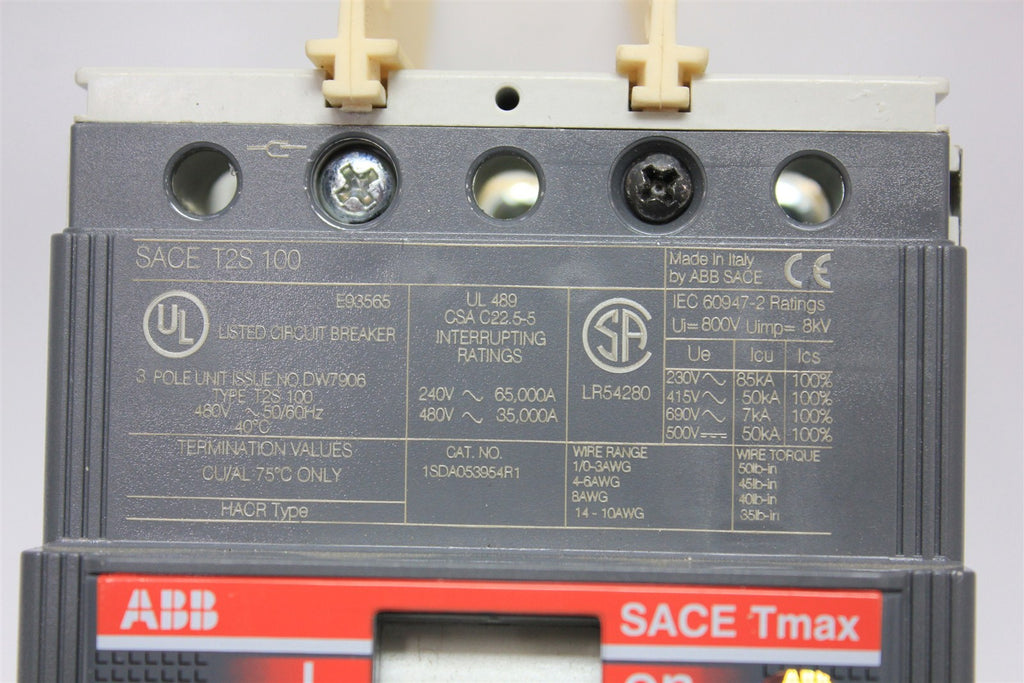 SACE T2S 100
Made in Italy
by ABB SACE
CE
UL
E93565
LISTED CIRCUIT BREAKER
3 POLE UNIT ISSUE NO.DW7906
TYPE T2S 100
480V ~ 50/60Hz
40°C
TERMINATION VALUES
CU/AL 75°C ONLY
HACR Type
UL 489
CSA C22.5-5
INTERRUPTING
RATINGS
240V ~ 65,000A
480V ~ 35,000A
CAT. NO.
1SDA053954R1
SA
LR54280
IEC 60947-2 Ratings
Ui= 800V Uimp= 8kV
Ue Icu Ics
230V ~ 85kA 100%
415V ~ 50kA 100%
690V ~ 7kA 100%
500V ⎓ 50kA 100%
WIRE RANGE WIRE TORQUE
1/0-3AWG 50lb-in
4-6AWG 45lb-in
8AWG 40lb-in
14 - 10AWG 35lb-in
ABB
SACE Tmax
I on
ABB